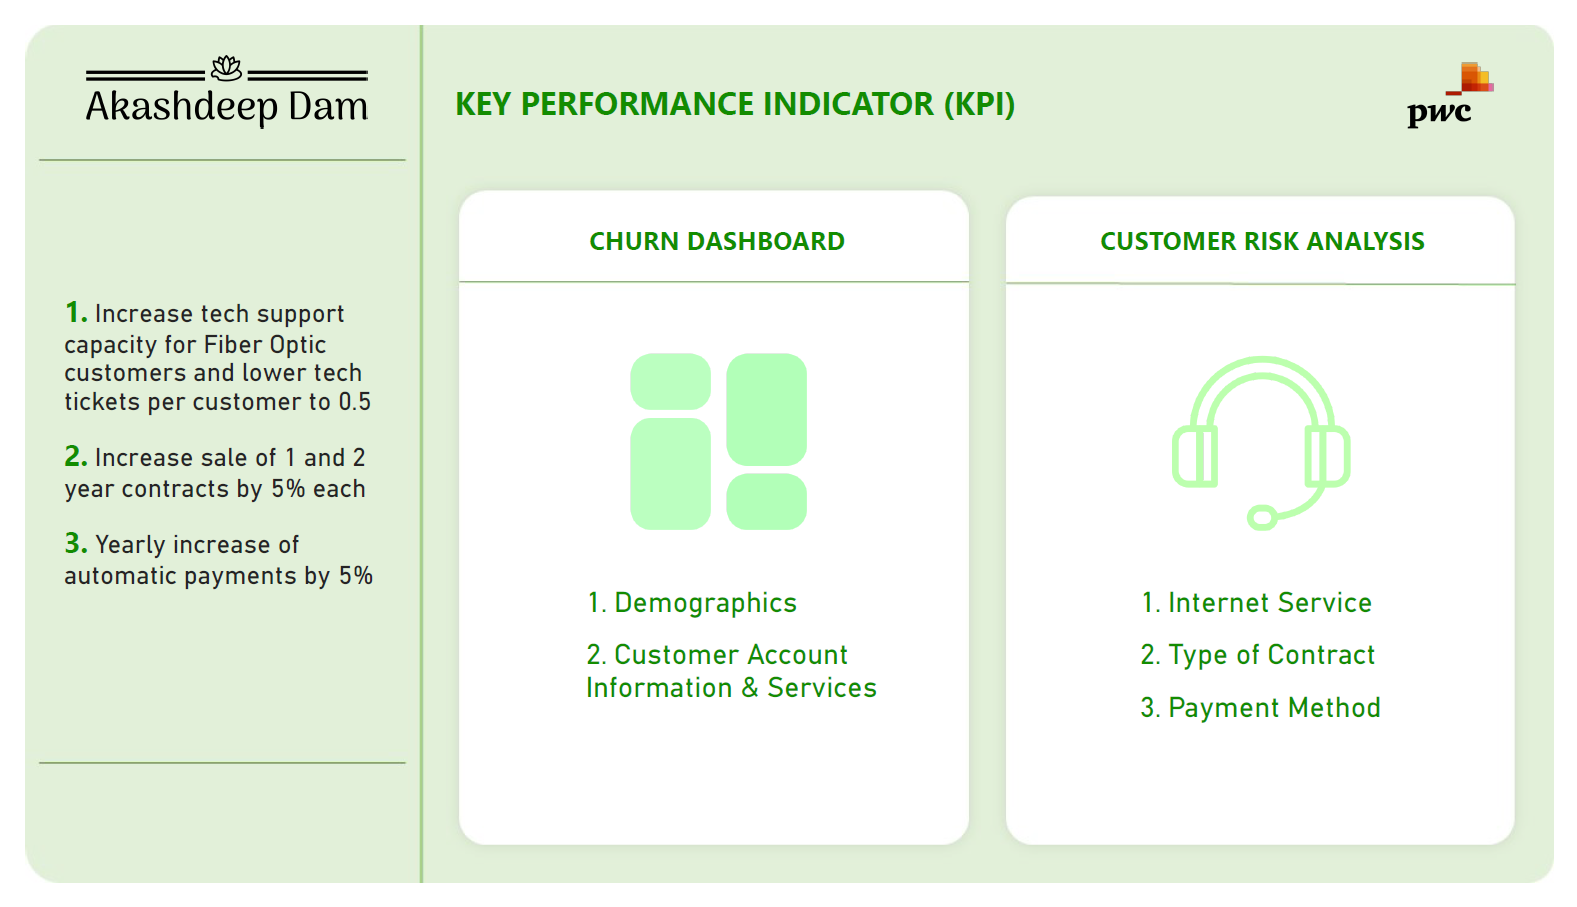 Akashdeep Dam
KEY PERFORMANCE INDICATOR (KPI)
pwc
1. Increase tech support
capacity for Fiber Optic
customers and lower tech
tickets per customer to 0.5
2. Increase sale of 1 and 2
year contracts by 5% each
3. Yearly increase of
automatic payments by 5%
CHURN DASHBOARD
1. Demographics
2. Customer Account
Information & Services
CUSTOMER RISK ANALYSIS
1. Internet Service
2. Type of Contract
3. Payment Method